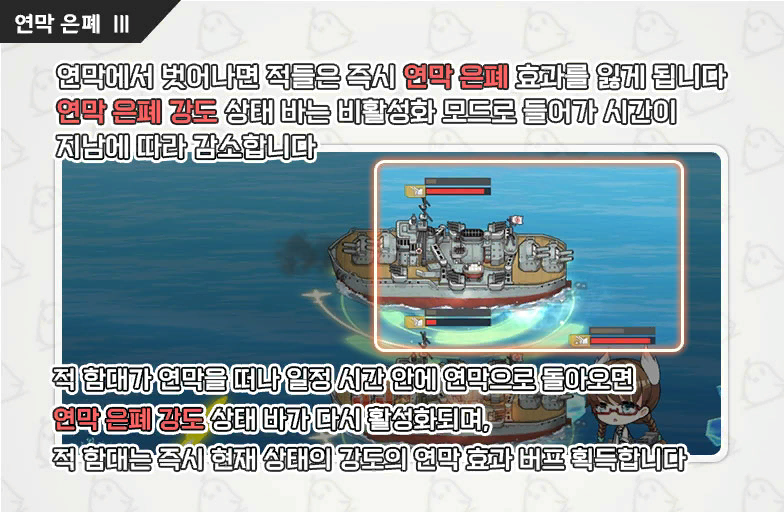 연막 은폐 Ⅲ
연막에서 벗어나면 적들은 즉시 연막 은폐 효과를 잃게 됩니다
연막 은폐 강도 상태 바는 비활성화 모드로 들어가 시간이
지남에 따라 감소합니다
적 함대가 연막을 떠나 일정 시간 안에 연막으로 돌아오면
연막 은폐 강도 상태 바가 다시 활성화되며,
적 함대는 즉시 현재 상태의 강도의 연막 효과 버프 획득합니다